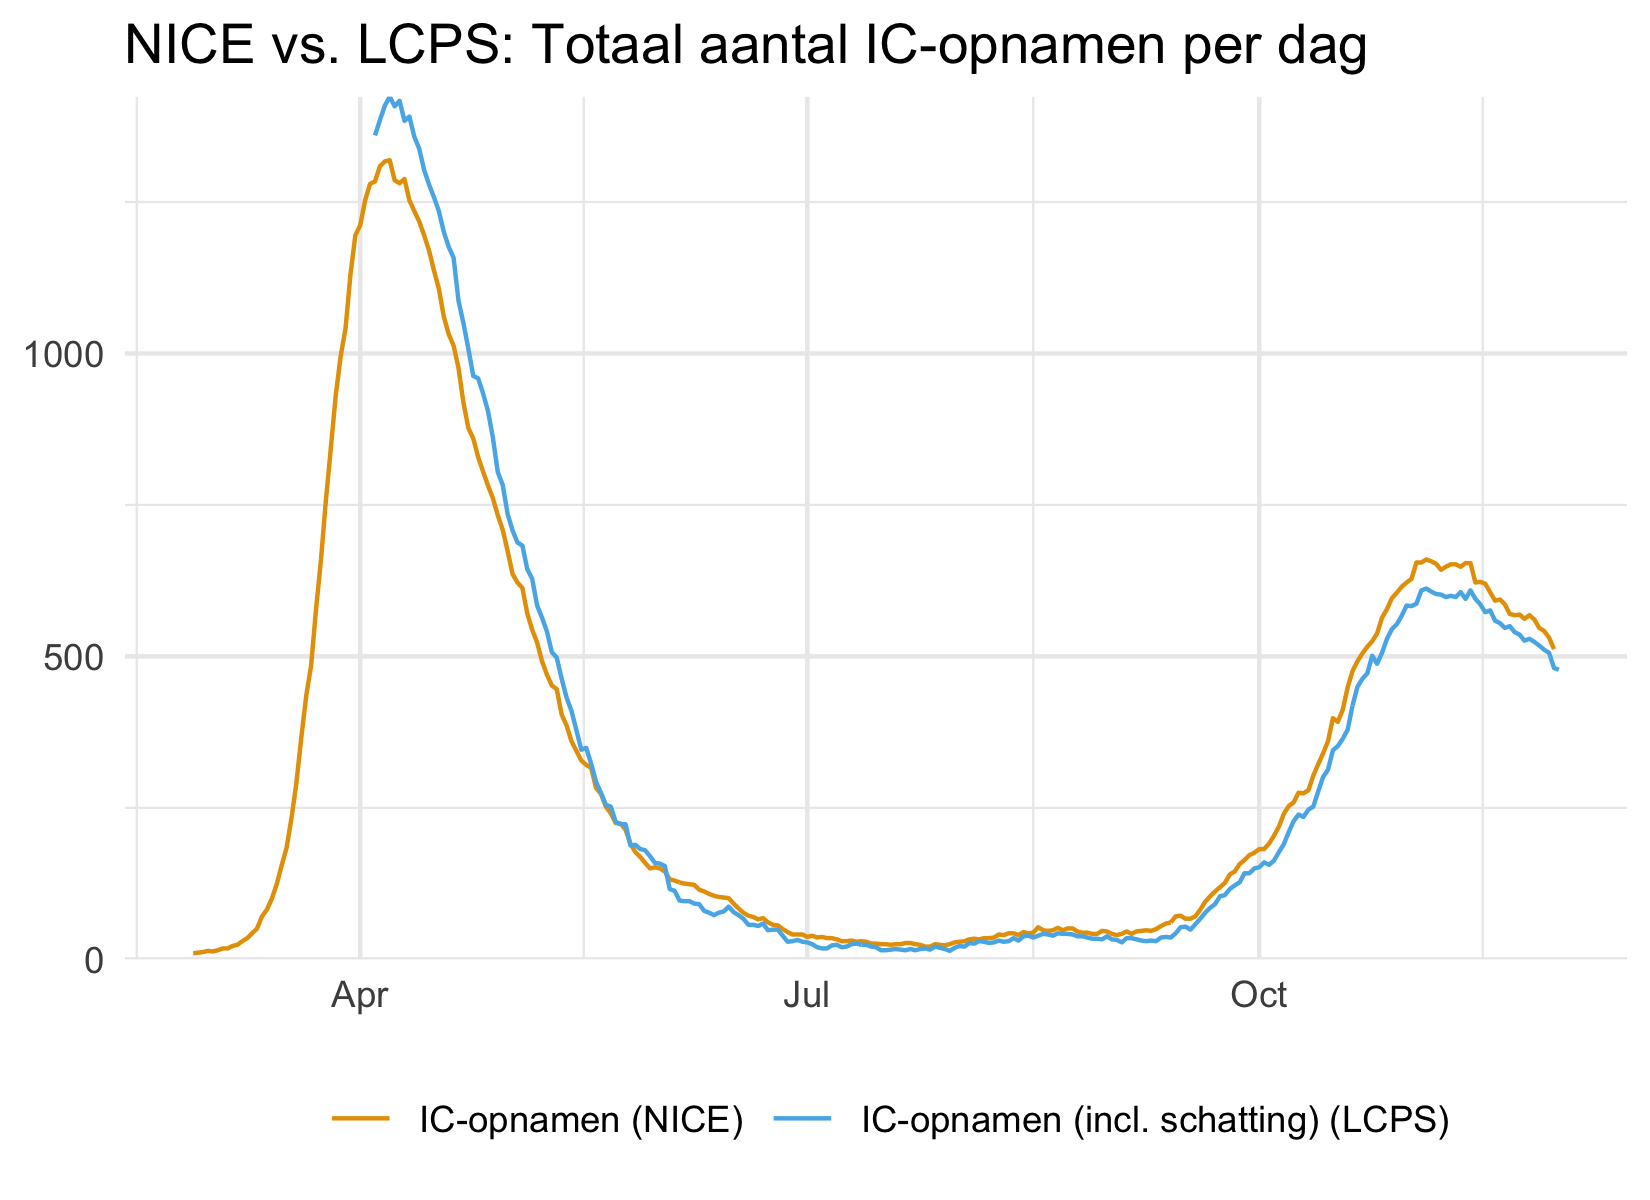 NICE vs. LCPS: Totaal aantal IC-opnamen per dag
1000
500
0
Apr Jul Oct
IC-opnamen (NICE) IC-opnamen (incl. schatting) (LCPS)